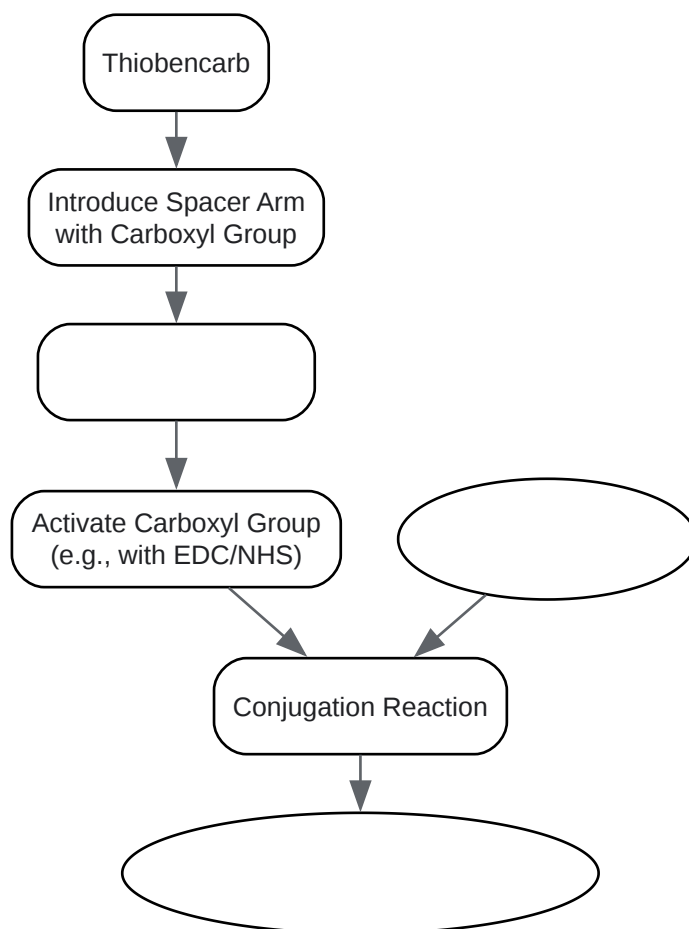 Thiobencarb
Introduce Spacer Arm
with Carboxyl Group
Activate Carboxyl Group
(e.g., with EDC/NHS)
Conjugation Reaction